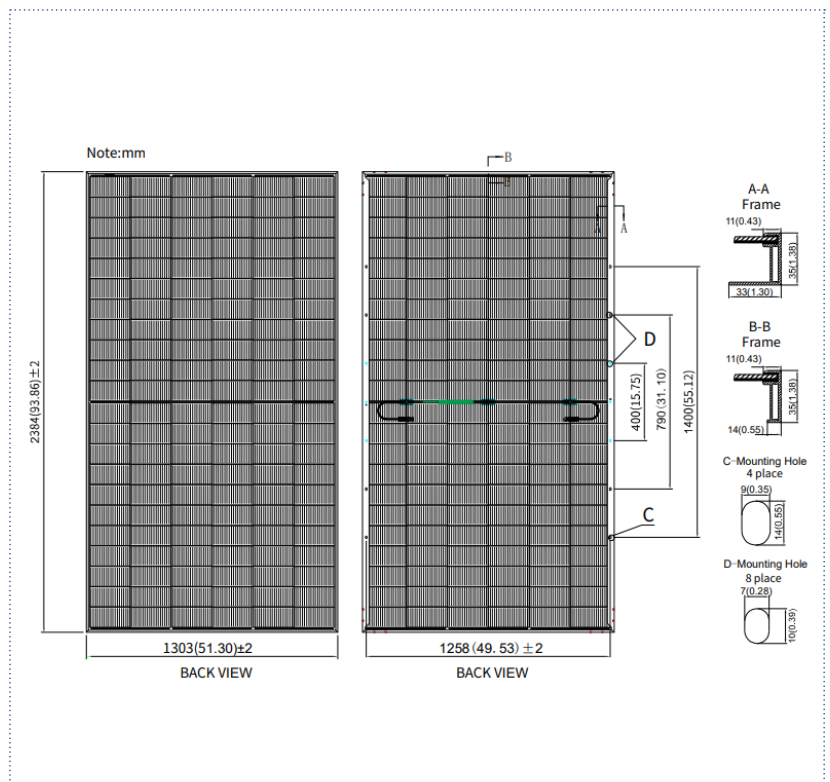 Note:mm
2384(93.86)±2
1303(51.30)±2
BACK VIEW
B
B
A
A
D
C
400(15.75)
790(31.10)
1400(55.12)
1258(49.53)±2
BACK VIEW
A-A
Frame
11(0.43)
35(1.38)
33(1.30)
B-B
Frame
11(0.43)
35(1.38)
14(0.55)
C-Mounting Hole
4 place
9(0.35)
14(0.55)
D-Mounting Hole
8 place
7(0.28)
10(0.39)